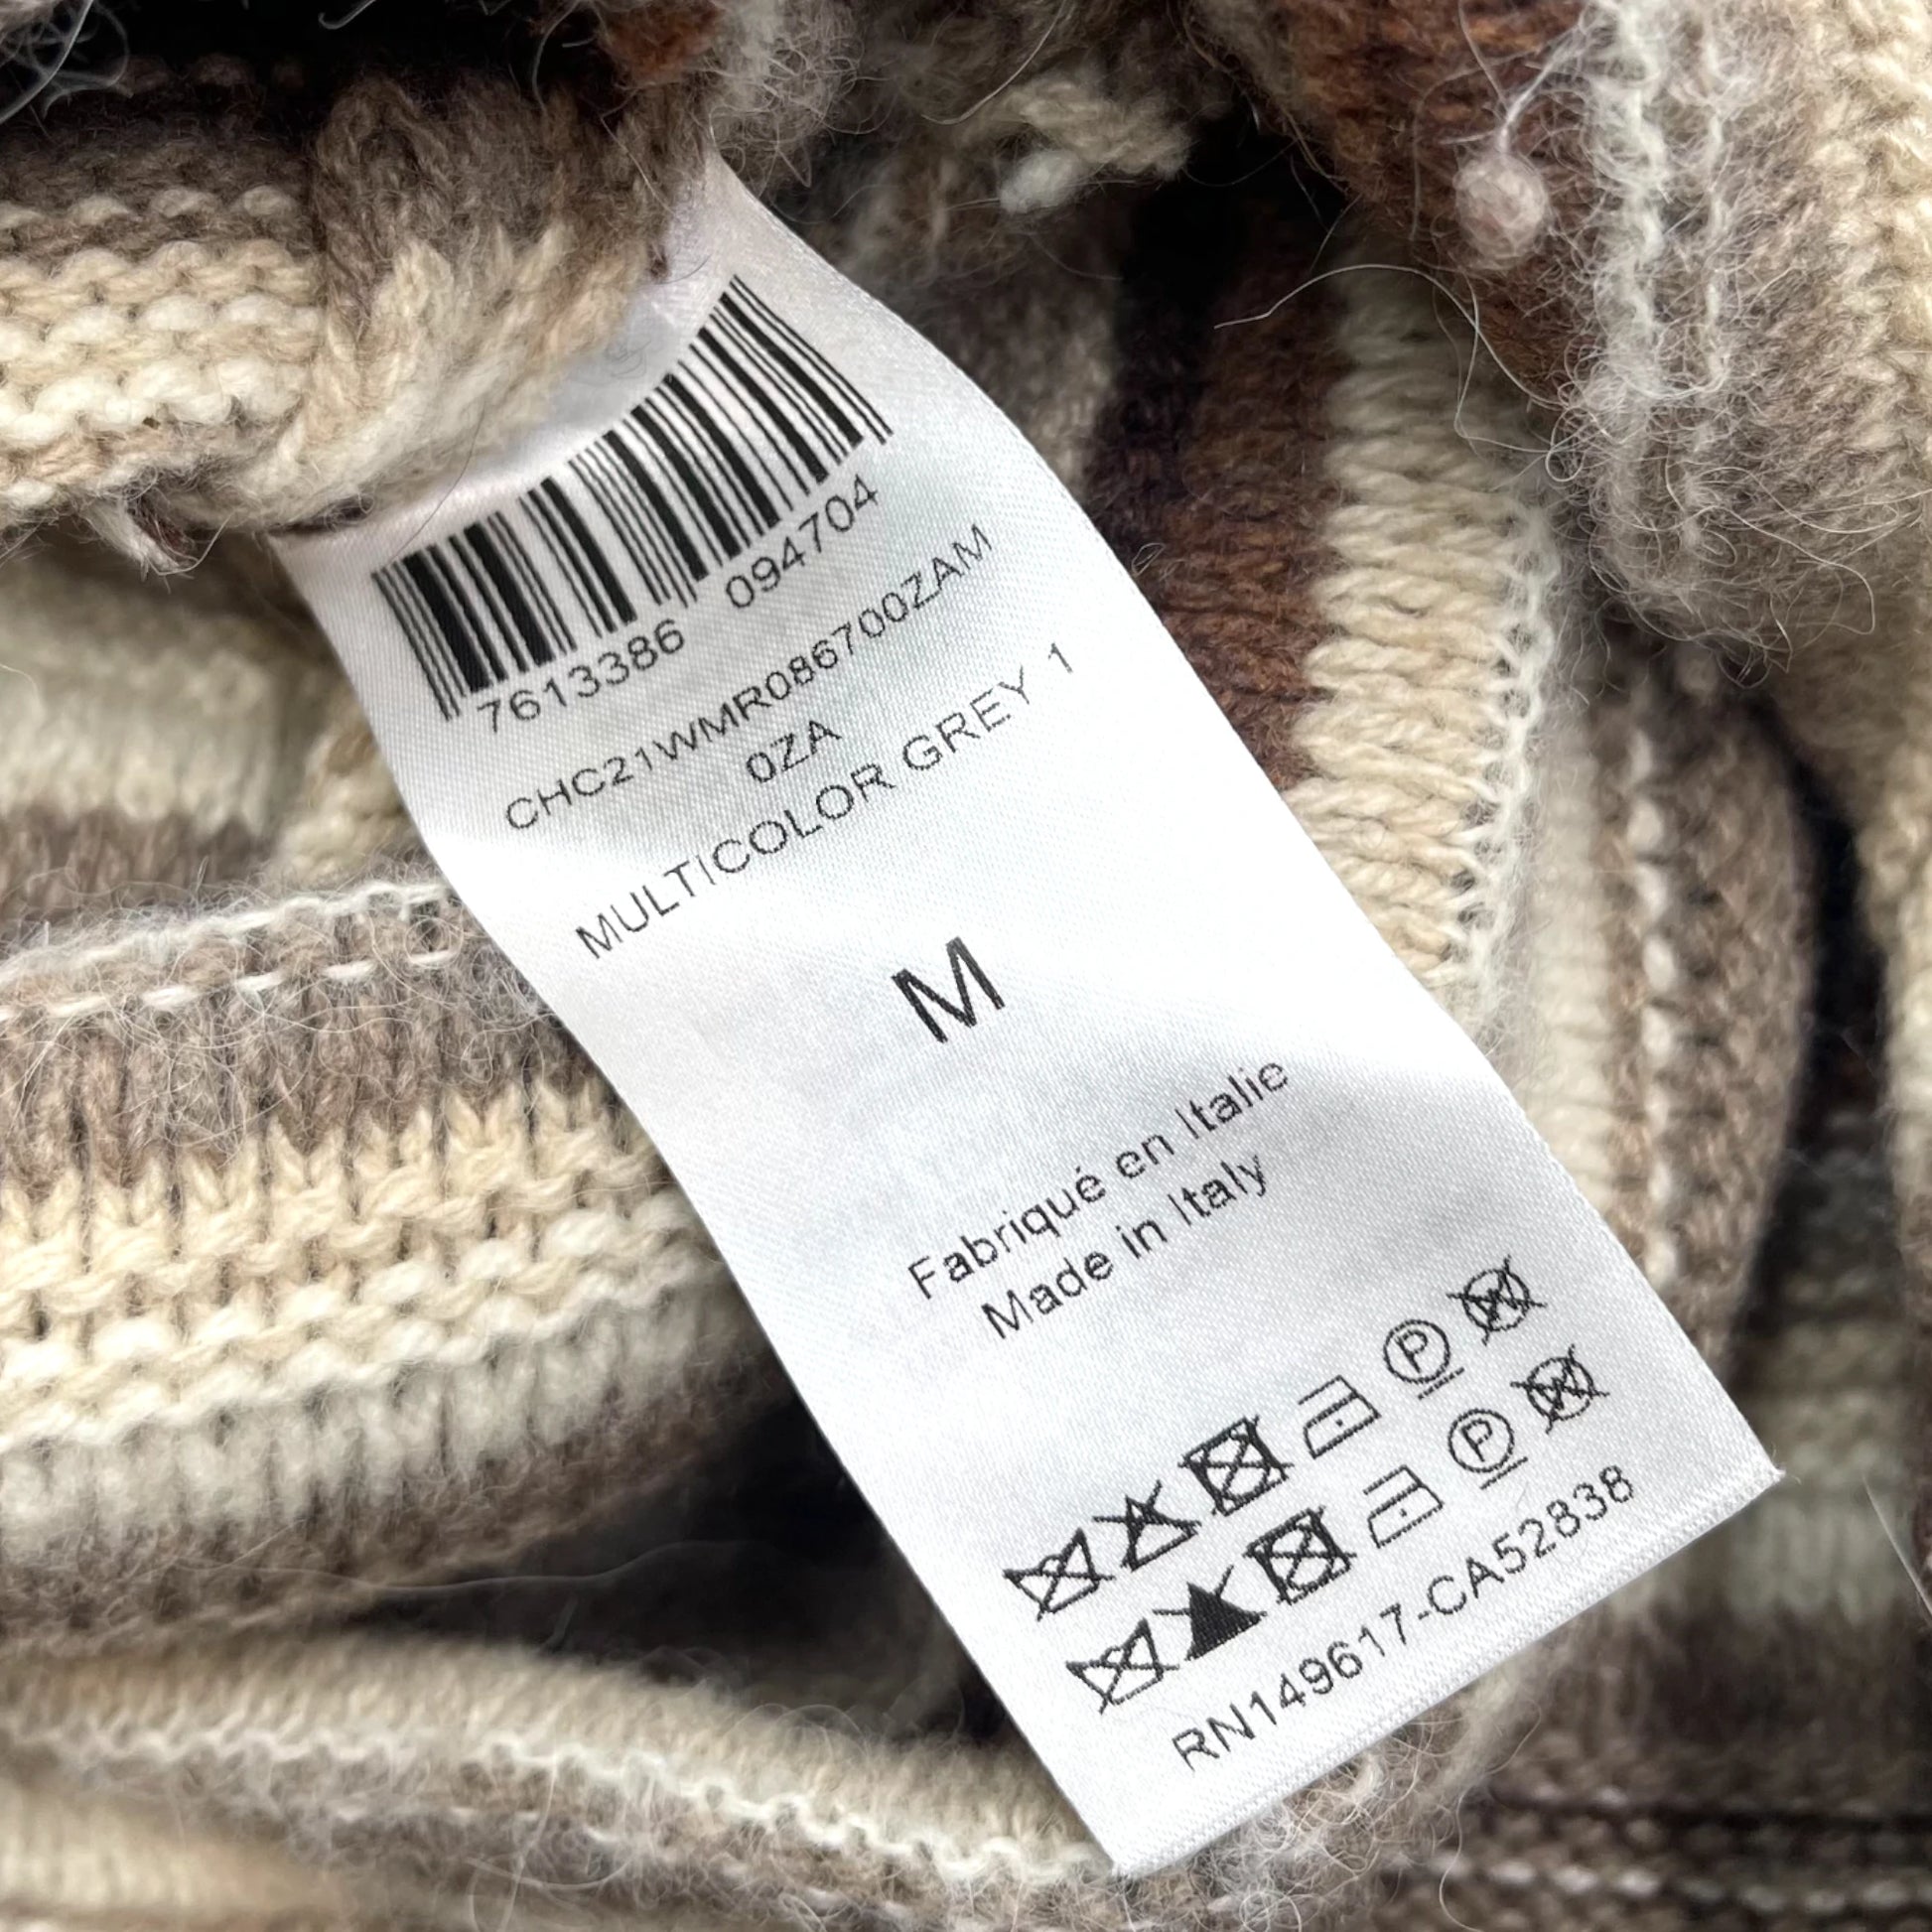 7613386 094704
CHC21WMR086700ZAM
0ZA
MULTICOLOR GREY 1
M
Fabriqué en Italie
Made in Italy
RN149617-CA52838